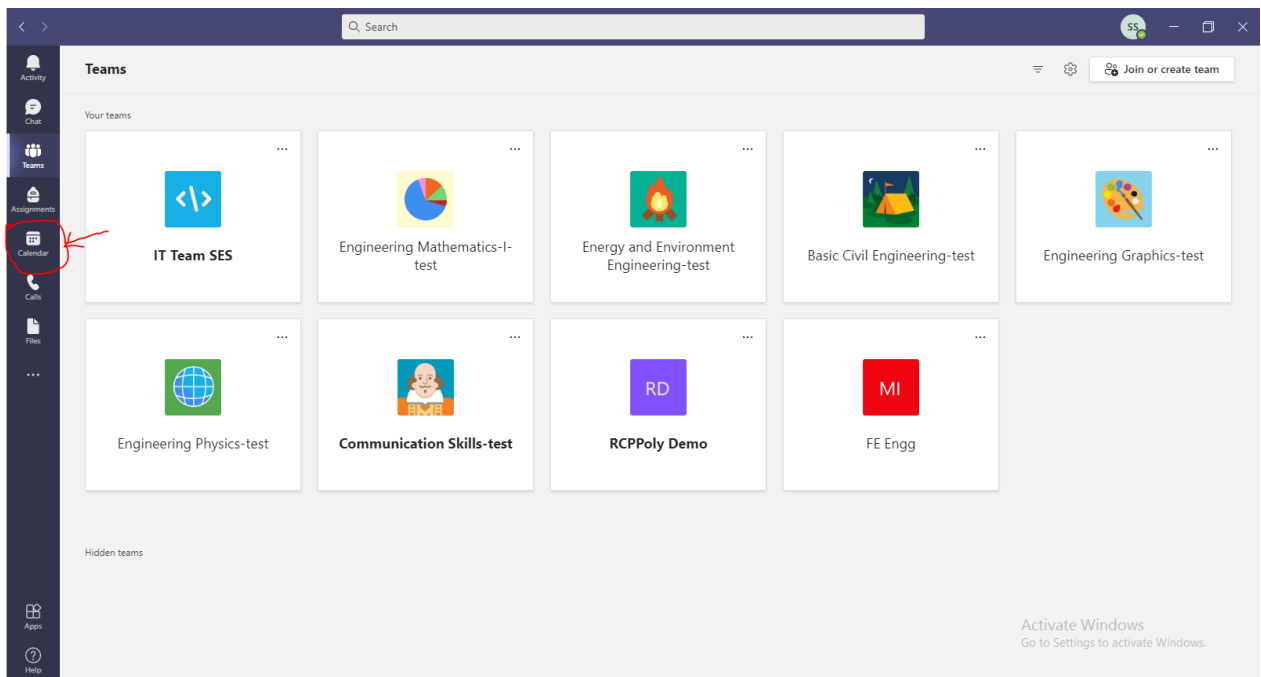 Search
SS
Activity
Chat
Teams
Assignments
Calendar
Calls
Files
Apps
Help
Teams
Join or create team
Your teams
IT Team SES
Engineering Mathematics-I-
test
Energy and Environment
Engineering-test
Basic Civil Engineering-test
Engineering Graphics-test
Engineering Physics-test
Communication Skills-test
RD
RCPPoly Demo
MI
FE Engg
Hidden teams
Activate Windows
Go to Settings to activate Windows.